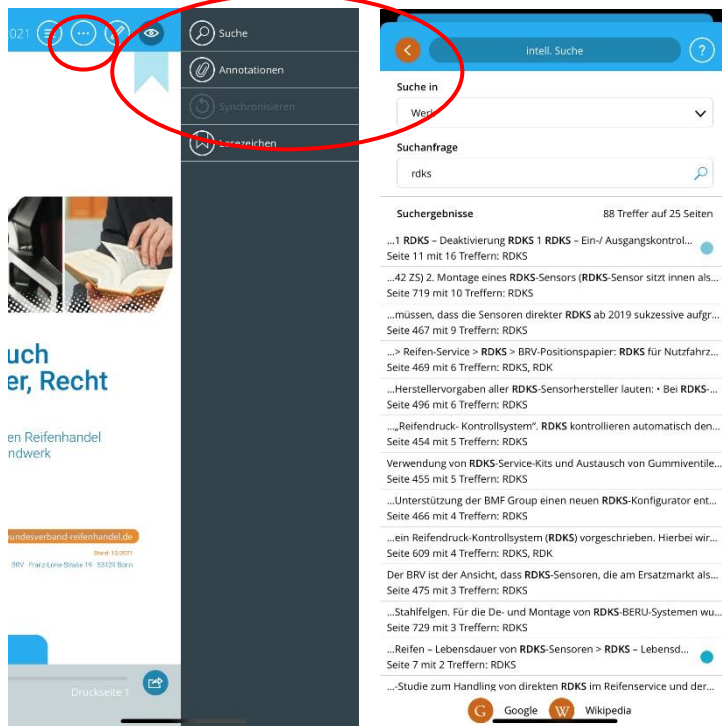 2021
Suche
Annotationen
Synchronisieren
Lesezeichen
uch
er, Recht
en Reifenhandel
ndwerk
undesverband-reifenhandel.de
Stand: 12/2021
BRV · Franz-Lohe-Straße 19 · 53129 Bonn
Druckseite 1
intell. Suche
?
Suche in
Werk
Suchanfrage
rdks
Suchergebnisse 88 Treffer auf 25 Seiten
...1 RDKS – Deaktivierung RDKS 1 RDKS – Ein-/ Ausgangskontrol...
Seite 11 mit 16 Treffern: RDKS
...42 ZS) 2. Montage eines RDKS-Sensors (RDKS-Sensor sitzt innen als...
Seite 719 mit 10 Treffern: RDKS
...müssen, dass die Sensoren direkter RDKS ab 2019 sukzessive aufgr...
Seite 467 mit 9 Treffern: RDKS
...> Reifen-Service > RDKS > BRV-Positionspapier: RDKS für Nutzfahrz...
Seite 469 mit 6 Treffern: RDKS, RDK
...Herstellervorgaben aller RDKS-Sensorhersteller lauten: • Bei RDKS-...
Seite 496 mit 6 Treffern: RDKS
...„Reifendruck- Kontrollsystem“. RDKS kontrollieren automatisch den...
Seite 454 mit 5 Treffern: RDKS
Verwendung von RDKS-Service-Kits und Austausch von Gummiventile...
Seite 455 mit 5 Treffern: RDKS
...Unterstützung der BMF Group einen neuen RDKS-Konfigurator ent...
Seite 466 mit 4 Treffern: RDKS
...ein Reifendruck-Kontrollsystem (RDKS) vorgeschrieben. Hierbei wir...
Seite 609 mit 4 Treffern: RDKS, RDK
Der BRV ist der Ansicht, dass RDKS-Sensoren, die am Ersatzmarkt als...
Seite 475 mit 3 Treffern: RDKS
...Stahlfelgen. Für die De- und Montage von RDKS-BERU-Systemen wu...
Seite 729 mit 3 Treffern: RDKS
...Reifen – Lebensdauer von RDKS-Sensoren > RDKS – Lebensd...
Seite 7 mit 2 Treffern: RDKS
...-Studie zum Handling von direkten RDKS im Reifenservice und der...
G Google W Wikipedia